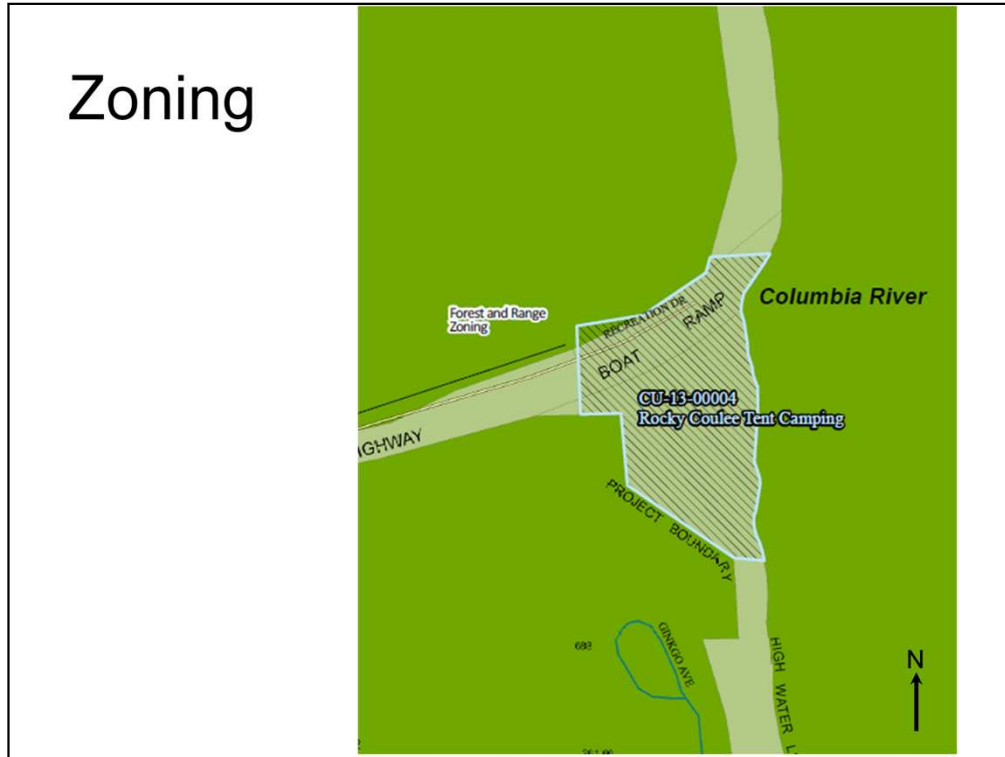 Zoning
Columbia River
Forest and Range
Zoning
RECREATION DR
BOAT RAMP
CU-13-00004
Rocky Coulee Tent Camping
IGHWAY
PROJECT BOUNDARY
GINKGO AVE
688
HIGH WATER L
N